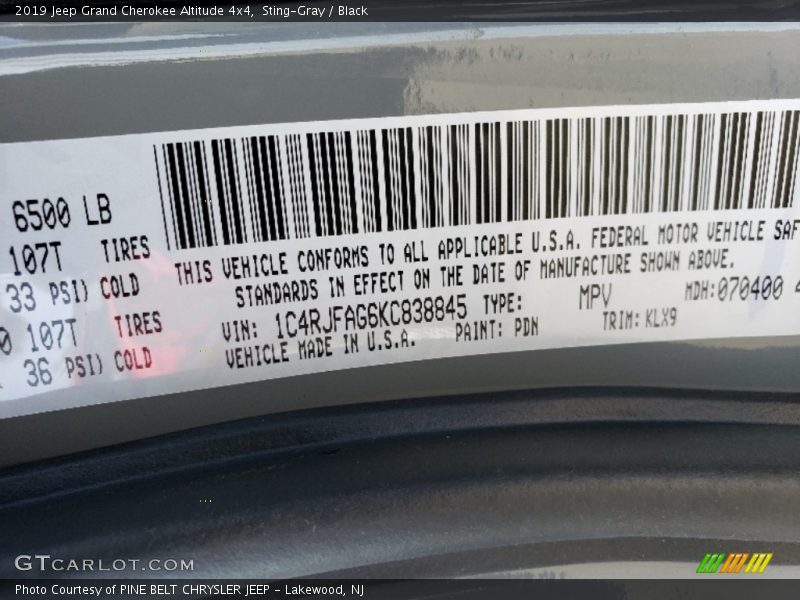 2019 Jeep Grand Cherokee Altitude 4x4, Sting-Gray / Black
6500 LB
107T TIRES
33 PSI) COLD
0 107T TIRES
36 PSI) COLD
THIS VEHICLE CONFORMS TO ALL APPLICABLE U.S.A. FEDERAL MOTOR VEHICLE SAF
STANDARDS IN EFFECT ON THE DATE OF MANUFACTURE SHOWN ABOVE.
VIN: 1C4RJFAG6KC838845 TYPE: MPV MDH:070400 4
VEHICLE MADE IN U.S.A. PAINT: PDN TRIM: KLX9
GTCARLOT.COM
Photo Courtesy of PINE BELT CHRYSLER JEEP - Lakewood, NJ